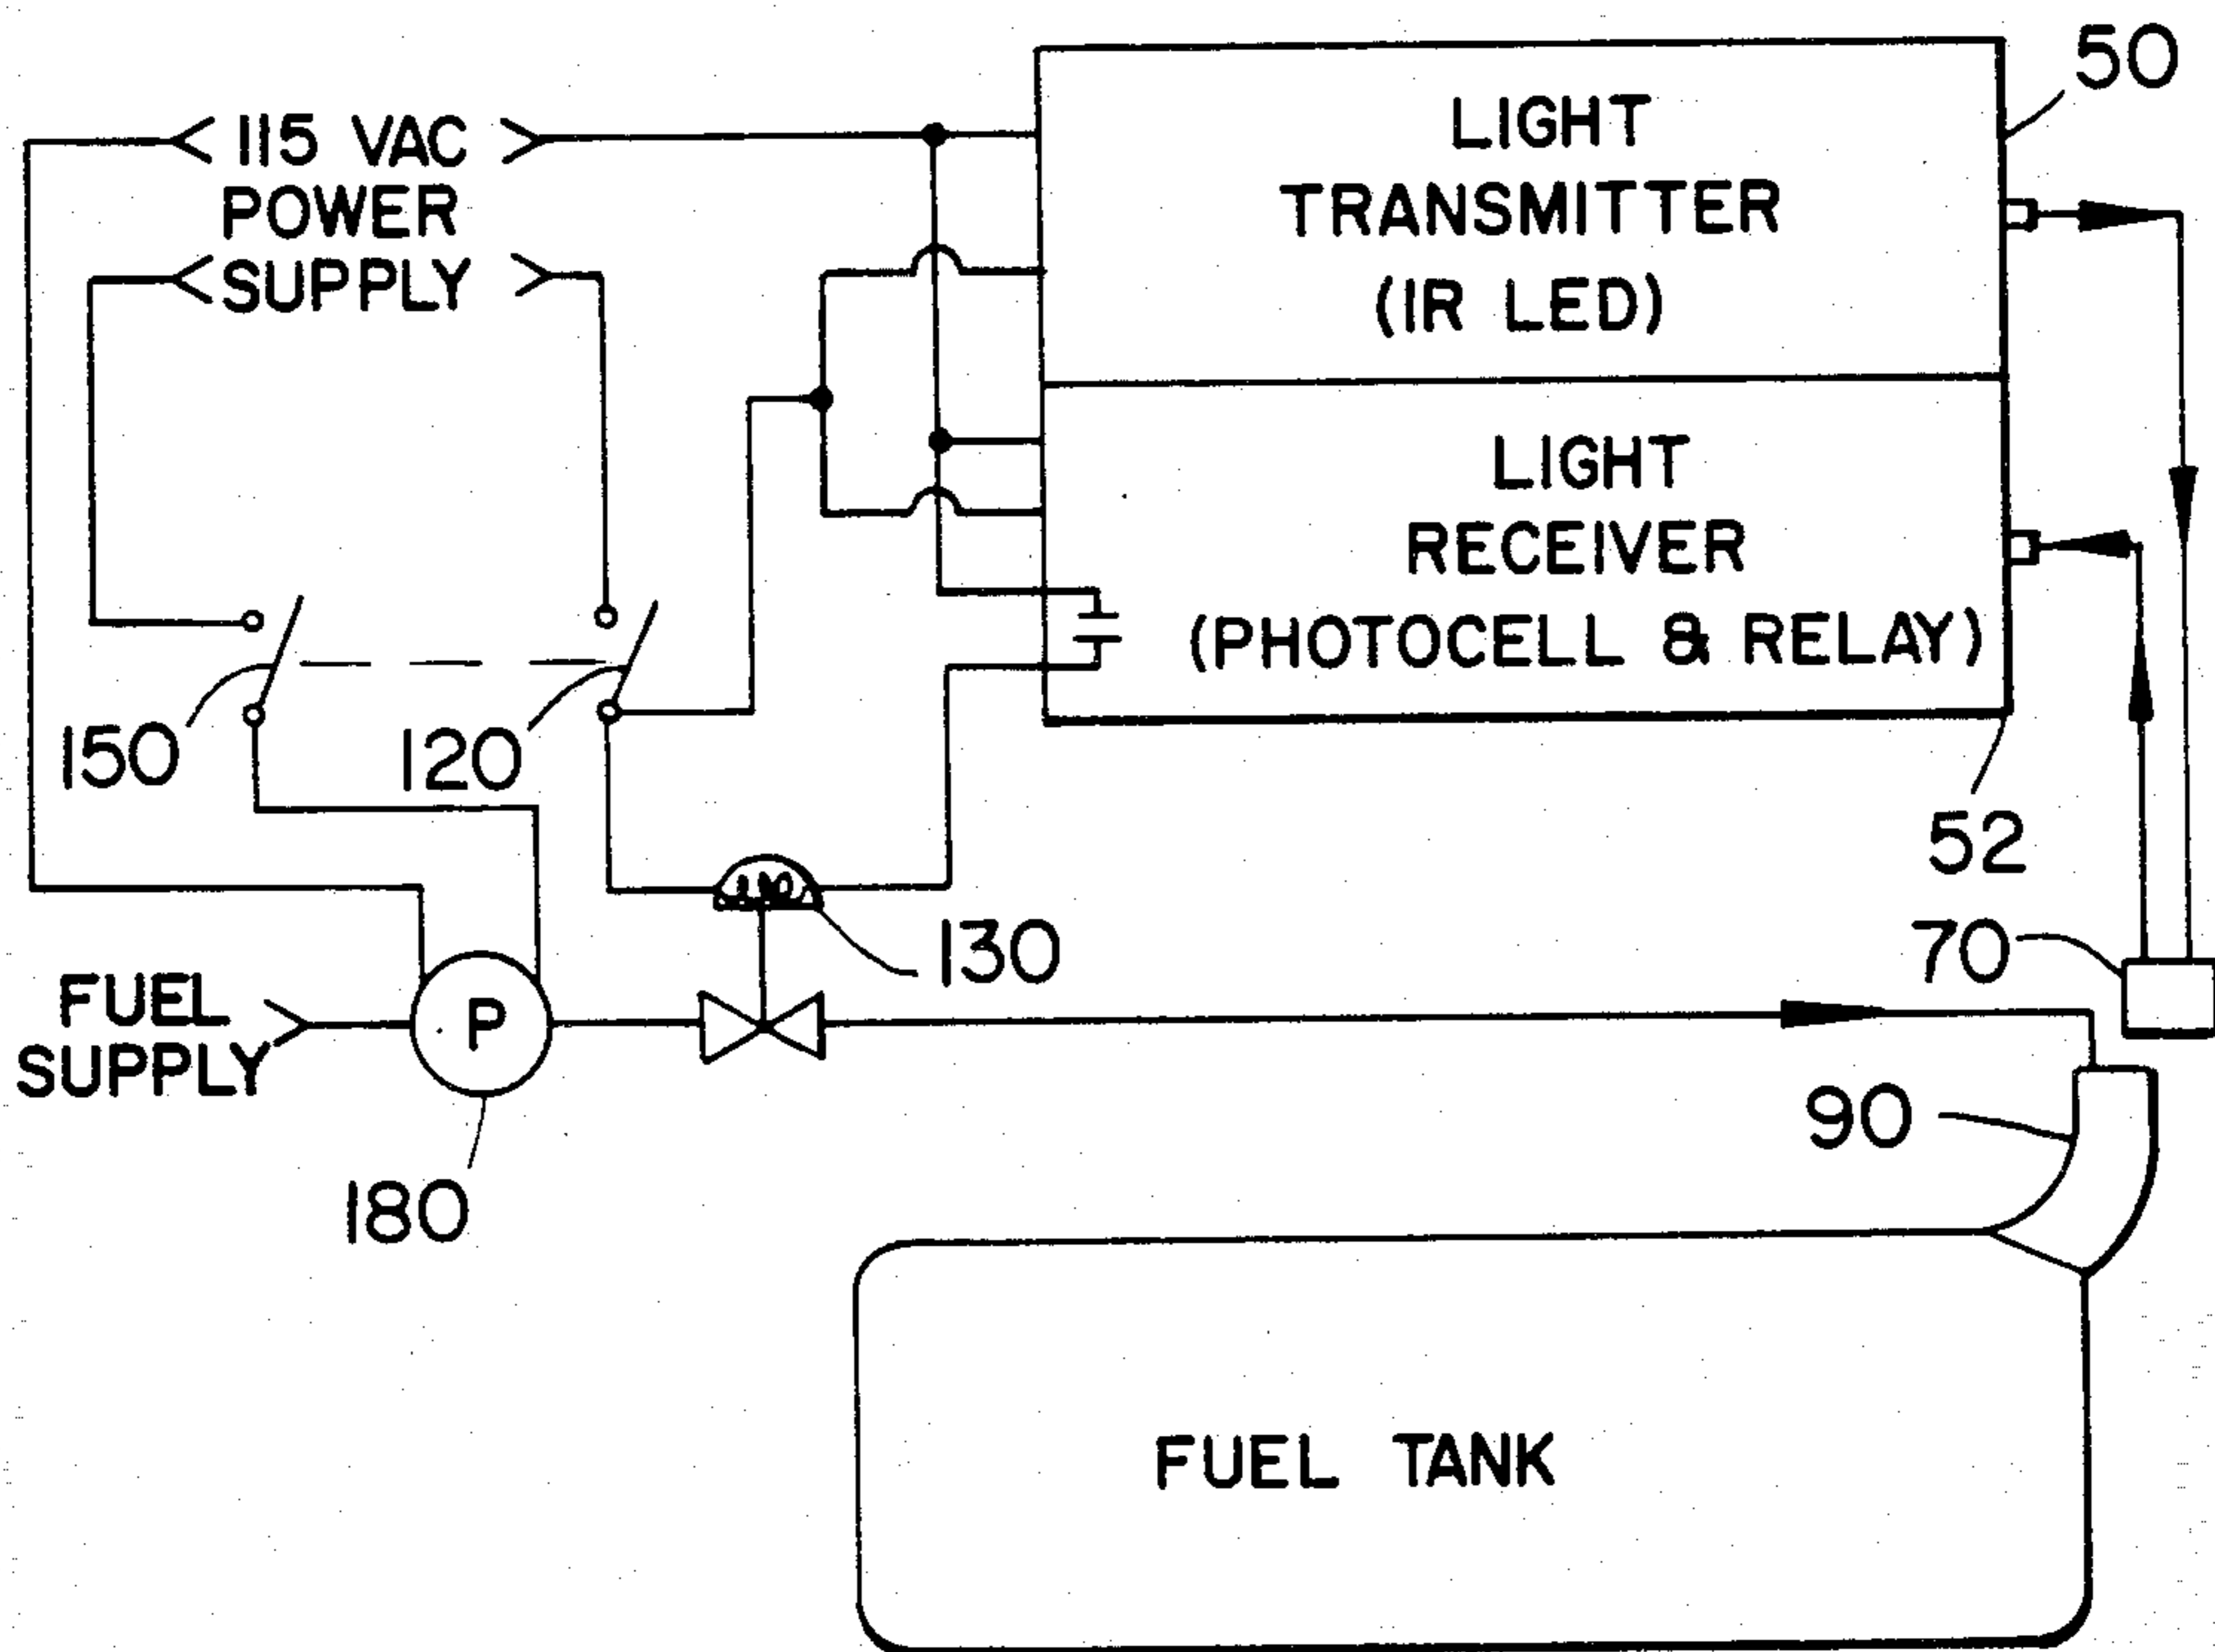 50
115 VAC
POWER
SUPPLY
LIGHT
TRANSMITTER
(IR LED)
LIGHT
RECEIVER
(PHOTOCELL & RELAY)
150
120
52
70
130
FUEL
SUPPLY
P
90
180
FUEL TANK